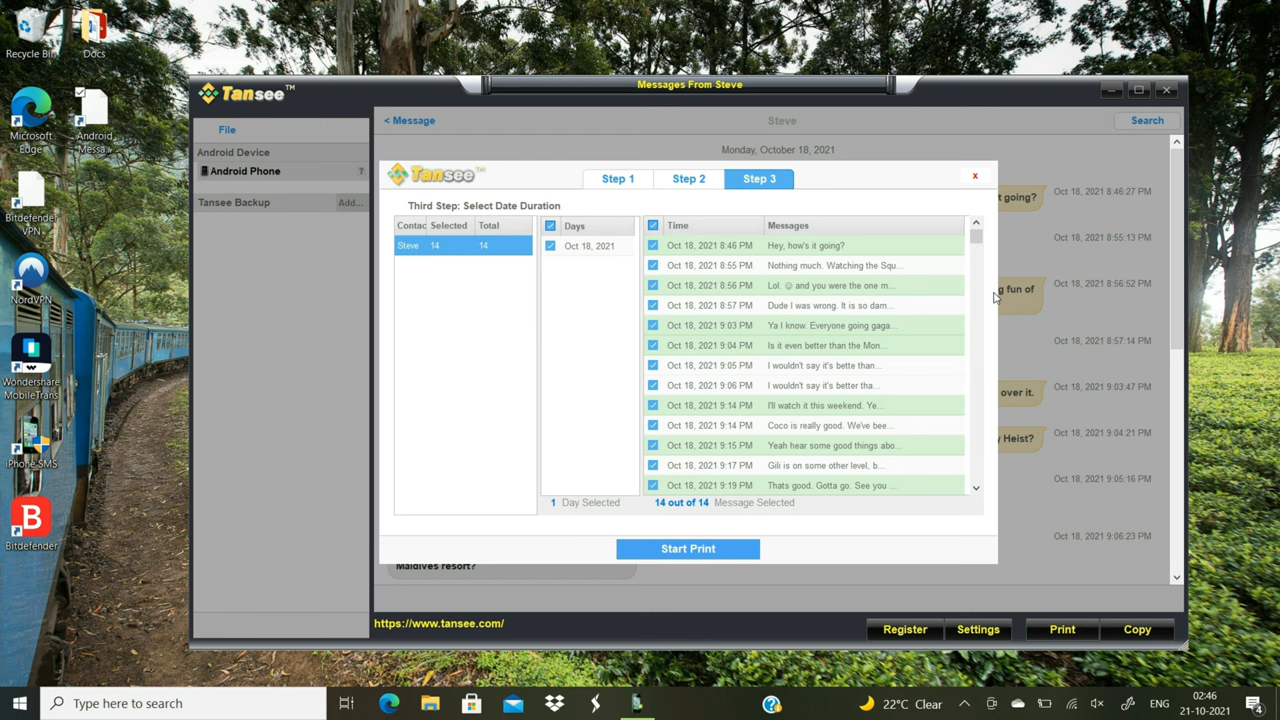 Recycle Bin
Docs
Microsoft Edge
Android Messa...
Bitdefender VPN
NordVPN
Wondershare MobileTrans
iPhone SMS
Bitdefender
Tansee™
Messages From Steve
File
Android Device
Android Phone ?
Tansee Backup Add...
< Message Steve Search
Monday, October 18, 2021
t going? Oct 18, 2021 8:46:27 PM
Oct 18, 2021 8:55:13 PM
g fun of Oct 18, 2021 8:56:52 PM
Oct 18, 2021 8:57:14 PM
over it. Oct 18, 2021 9:03:47 PM
y Heist? Oct 18, 2021 9:04:21 PM
Oct 18, 2021 9:05:16 PM
Oct 18, 2021 9:06:23 PM
Tansee™
Step 1 Step 2 Step 3 x
Third Step: Select Date Duration
Contac Selected Total Days Time Messages
Steve 14 14 Oct 18, 2021
Oct 18, 2021 8:46 PM Hey, how's it going?
Oct 18, 2021 8:55 PM Nothing much. Watching the Squ...
Oct 18, 2021 8:56 PM Lol. ☺ and you were the one m...
Oct 18, 2021 8:57 PM Dude I was wrong. It is so dam...
Oct 18, 2021 9:03 PM Ya I know. Everyone going gaga...
Oct 18, 2021 9:04 PM Is it even better than the Mon...
Oct 18, 2021 9:05 PM I wouldn't say it's bette than...
Oct 18, 2021 9:06 PM I wouldn't say it's better tha...
Oct 18, 2021 9:14 PM I'll watch it this weekend. Ye...
Oct 18, 2021 9:14 PM Coco is really good. We've bee...
Oct 18, 2021 9:15 PM Yeah hear some good things abo...
Oct 18, 2021 9:17 PM Gili is on some other level, b...
Oct 18, 2021 9:19 PM Thats good. Gotta go. See you ...
1 Day Selected 14 out of 14 Message Selected
Start Print
Maldives resort?
https://www.tansee.com/
Register Settings Print Copy
Type here to search
22°C Clear
ENG
02:46
21-10-2021
4